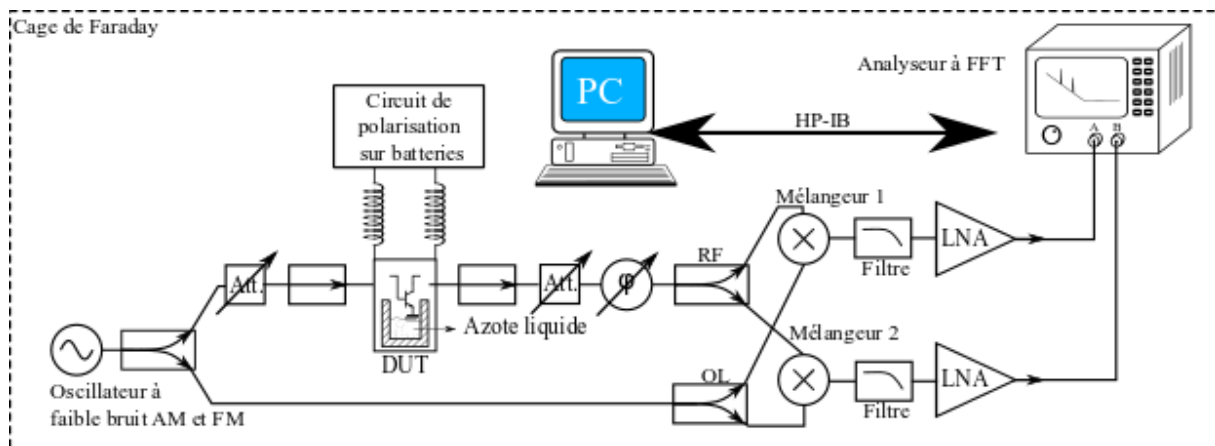 Cage de Faraday
Analyseur à FFT
PC
Circuit de
polarisation
sur batteries
HP-IB
A
B
Mélangeur 1
LNA
Filtre
RF
Att.
Att.
φ
Azote liquide
DUT
Mélangeur 2
OL
LNA
Filtre
Oscillateur à
faible bruit AM et FM